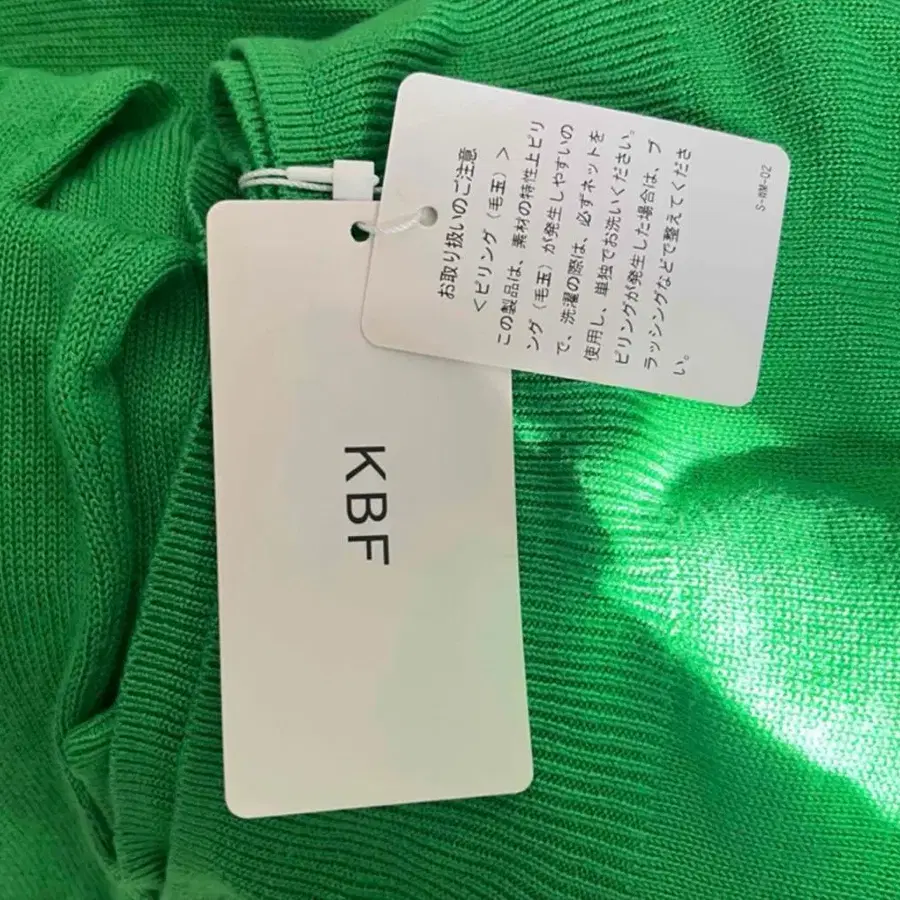 KBF
お取り扱いのご注意
＜ピリング（毛玉）＞
この製品は、素材の特性上ピリ
ング（毛玉）が発生しやすいの
で、洗濯の際は、必ずネットを
使用し、単独でお洗いください。
ピリングが発生した場合は、ブ
ラッシングなどで整えてくださ
い。